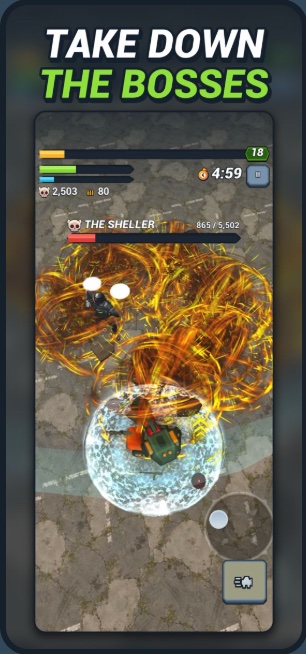 TAKE DOWN
THE BOSSES
18
4:59
2,503 80
THE SHELLER 865 / 5,502